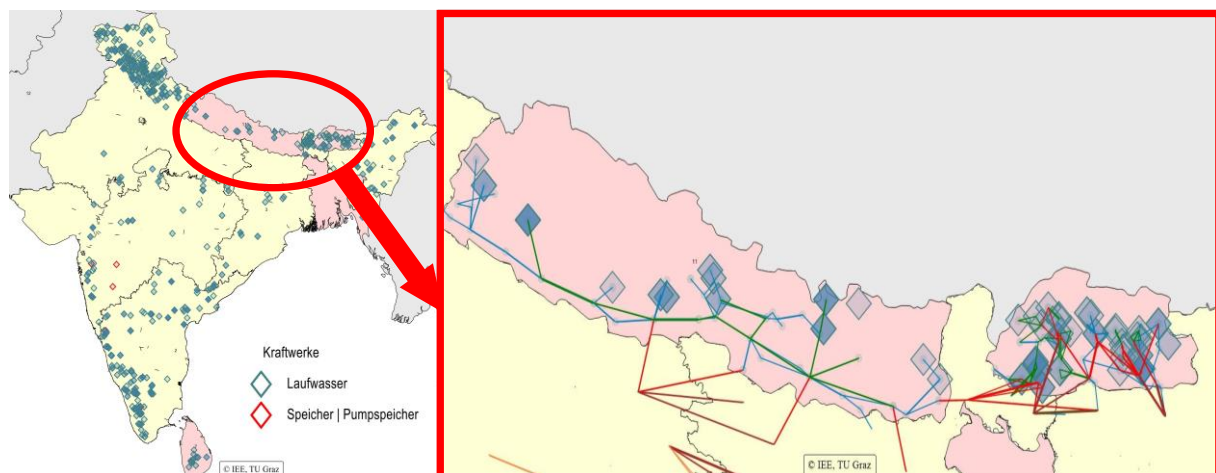 Kraftwerke
Laufwasser
Speicher | Pumpspeicher
© IEE, TU Graz
© IEE, TU Graz